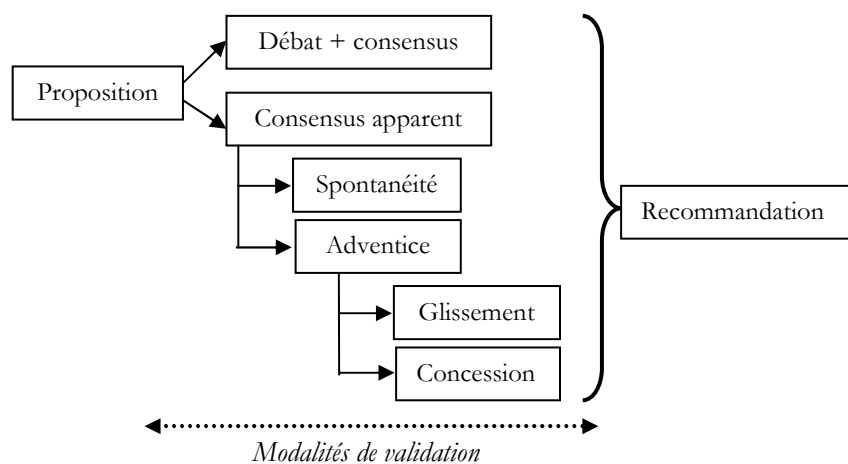 Débat + consensus
Proposition
Consensus apparent
Spontanéité
Recommandation
Adventice
Glissement
Concession
Modalités de validation